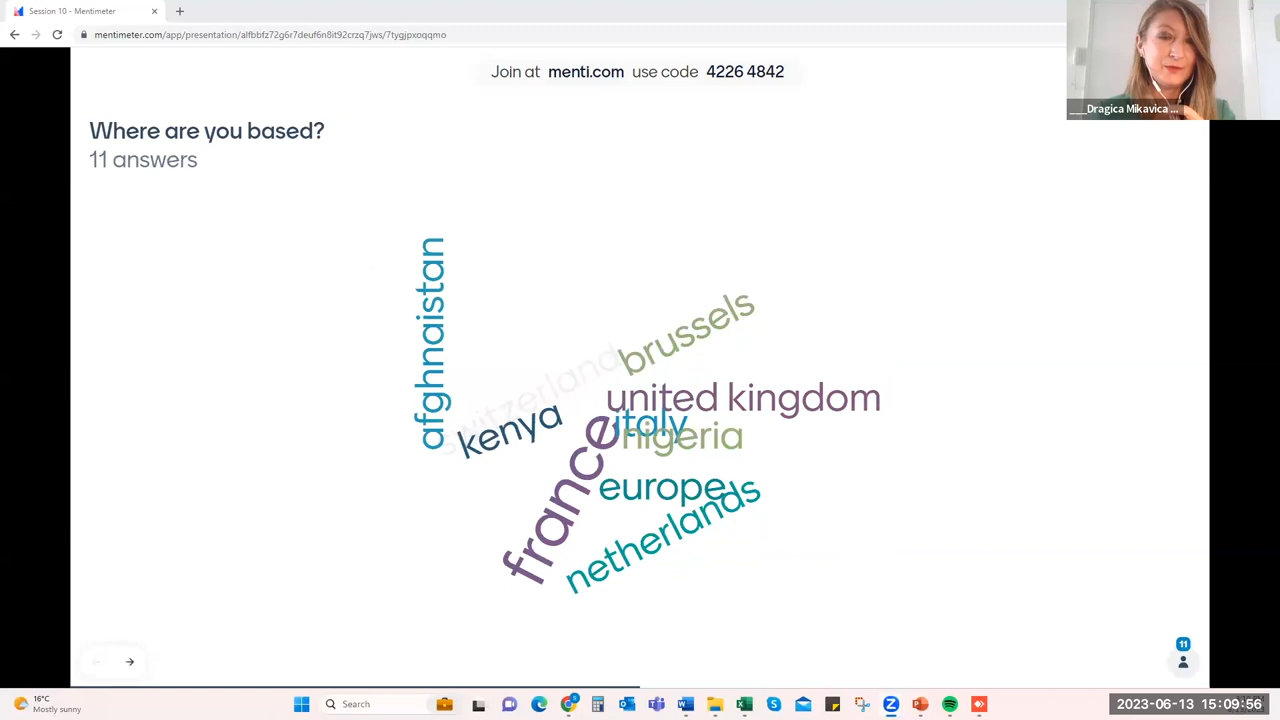 Session 10 - Mentimeter
mentimeter.com/app/presentation/alfbbfz72g6r7deuf6n8it92crzq7jws/7tygjpxoqqmo
Join at menti.com use code 4226 4842
___Dragica Mikavica ...
Where are you based?
11 answers
afghnaistan
brussels
switzerland
united kingdom
kenya
italy
nigeria
france
europe
netherlands
11
16°C
Mostly sunny
Search
2023-06-13 15:09:56